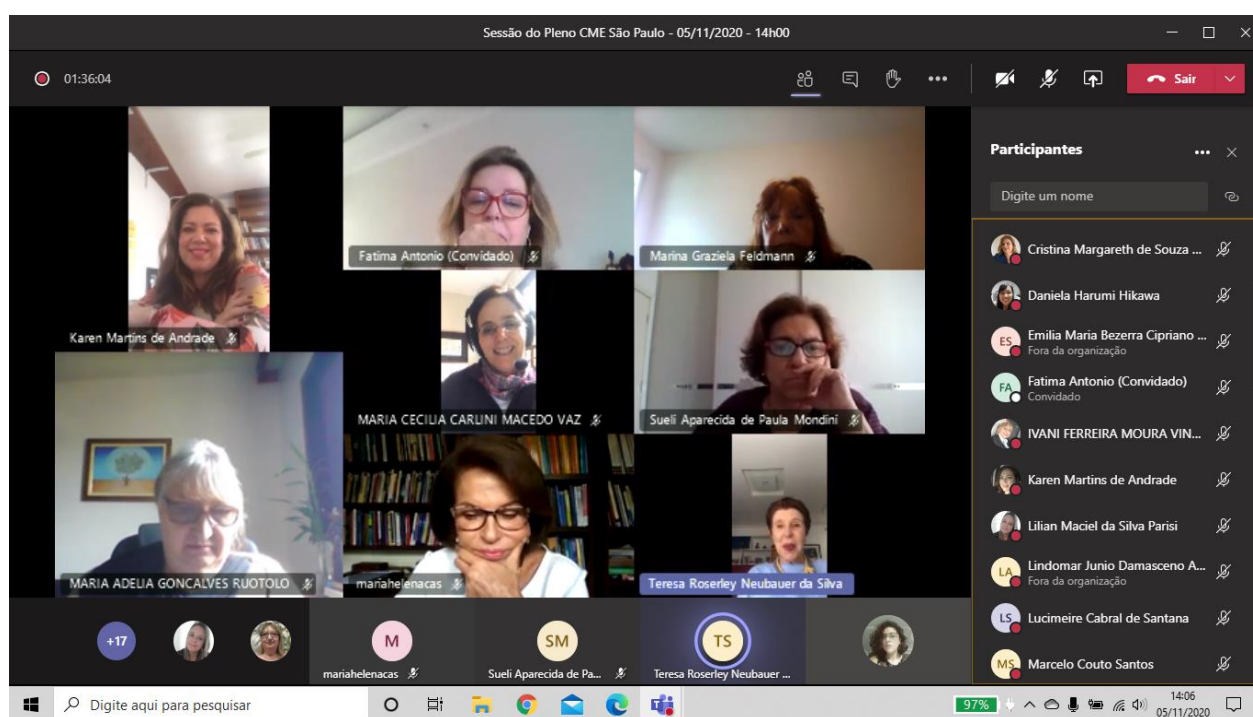 Sessão do Pleno CME São Paulo - 05/11/2020 - 14h00
01:36:04
Sair
Karen Martins de Andrade
Fatima Antonio (Convidado)
Marina Graziela Feldmann
MARIA CECILIA CARLINI MACEDO VAZ
Sueli Aparecida de Paula Mondini
MARIA ADELIA GONCALVES RUOTOLO
mariahelenacas
Teresa Roserley Neubauer da Silva
+17
M
mariahelenacas
SM
Sueli Aparecida de Pa...
TS
Teresa Roserley Neubauer ...
Participantes
Digite um nome
Cristina Margareth de Souza ...
Daniela Harumi Hikawa
ES
Emilia Maria Bezerra Cipriano ...
Fora da organização
FA
Fatima Antonio (Convidado)
Convidado
IVANI FERREIRA MOURA VIN...
Karen Martins de Andrade
Lilian Maciel da Silva Parisi
LA
Lindomar Junio Damasceno A...
Fora da organização
LS
Lucimeire Cabral de Santana
MS
Marcelo Couto Santos
Digite aqui para pesquisar
97%
14:06
05/11/2020